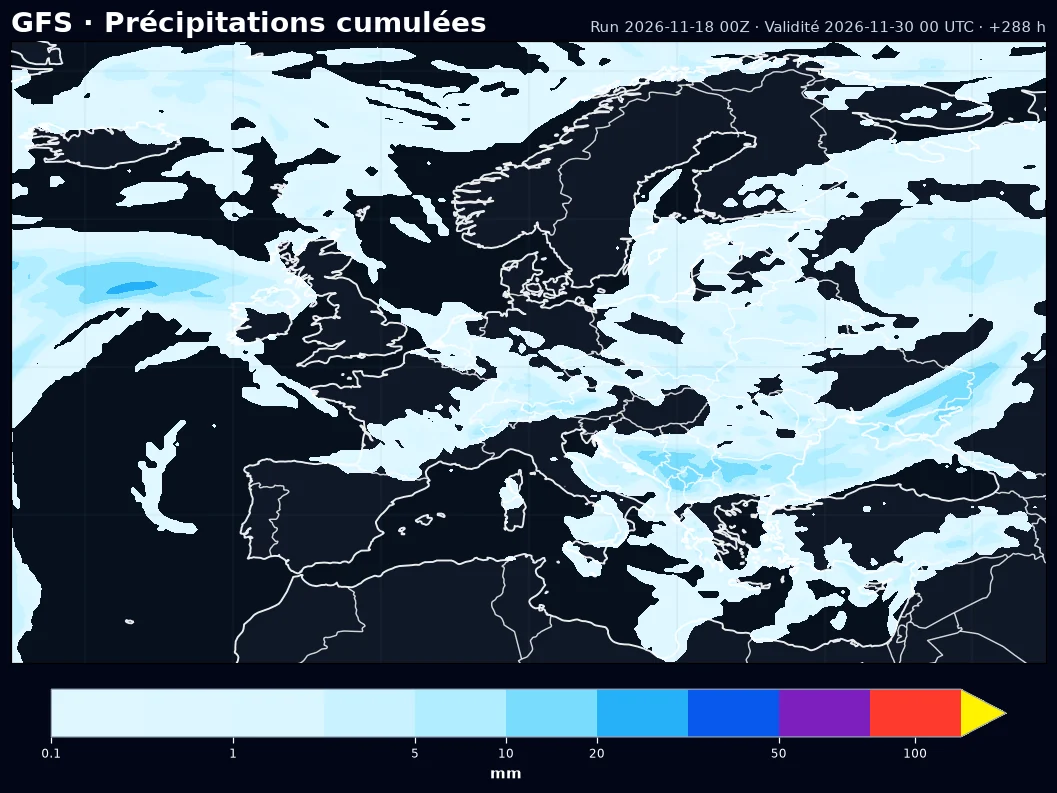 GFS · Précipitations cumulées
Run 2026-11-18 00Z · Validité 2026-11-30 00 UTC · +288 h
0.1 1 5 10 20 50 100
mm